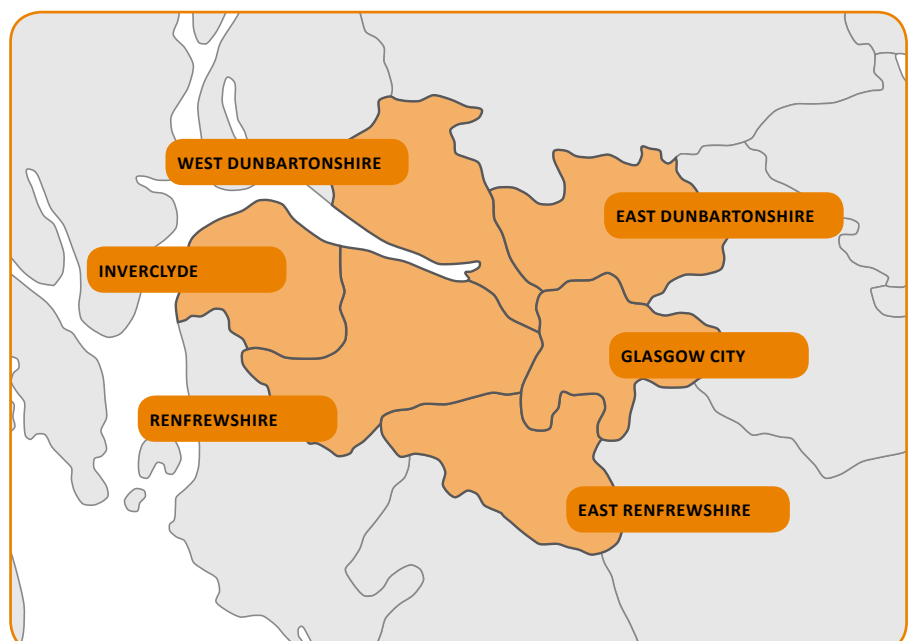 WEST DUNBARTONSHIRE
EAST DUNBARTONSHIRE
INVERCLYDE
GLASGOW CITY
RENFREWSHIRE
EAST RENFREWSHIRE